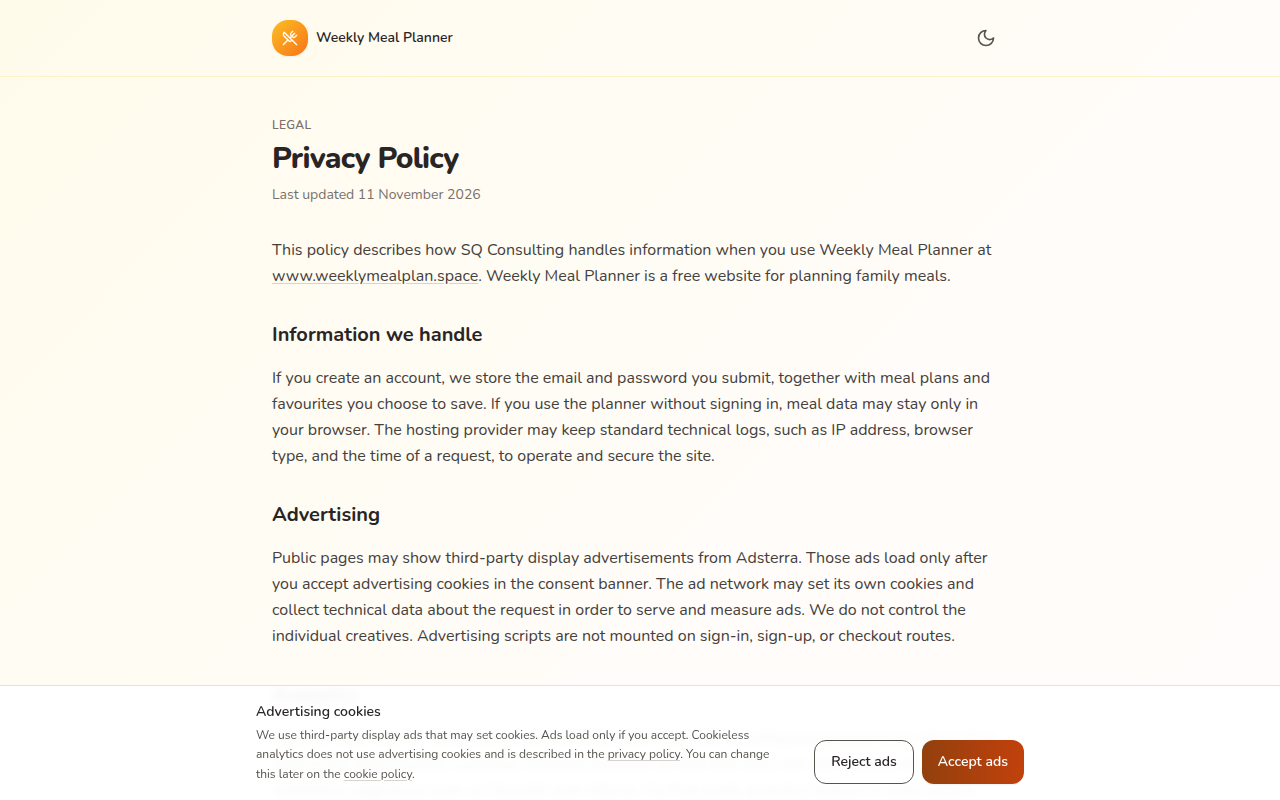 Weekly Meal Planner
LEGAL
Privacy Policy
Last updated 11 November 2026
This policy describes how SQ Consulting handles information when you use Weekly Meal Planner at
www.weeklymealplan.space. Weekly Meal Planner is a free website for planning family meals.
Information we handle
If you create an account, we store the email and password you submit, together with meal plans and
favourites you choose to save. If you use the planner without signing in, meal data may stay only in
your browser. The hosting provider may keep standard technical logs, such as IP address, browser
type, and the time of a request, to operate and secure the site.
Advertising
Public pages may show third-party display advertisements from Adsterra. Those ads load only after
you accept advertising cookies in the consent banner. The ad network may set its own cookies and
collect technical data about the request in order to serve and measure ads. We do not control the
individual creatives. Advertising scripts are not mounted on sign-in, sign-up, or checkout routes.
Advertising cookies
We use third-party display ads that may set cookies. Ads load only if you accept. Cookieless
analytics does not use advertising cookies and is described in the privacy policy. You can change
this later on the cookie policy.
Reject ads
Accept ads